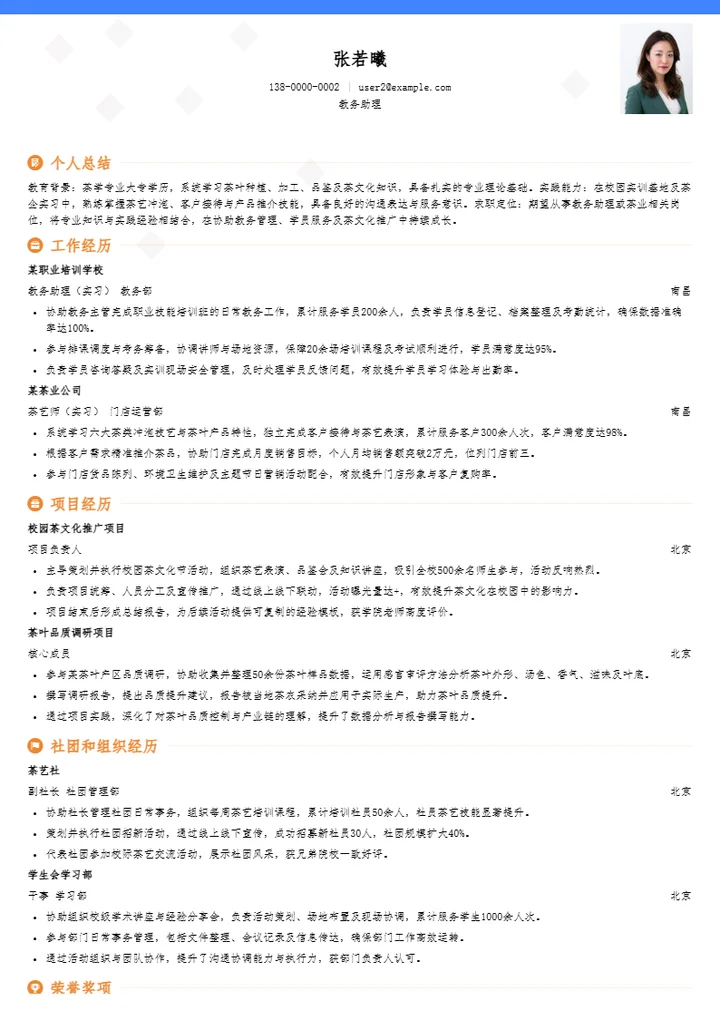 张若曦
138-0000-0002 | user2@example.com
教务助理
个人总结
教育背景：茶学专业大专学历，系统学习茶叶种植、加工、品鉴及茶文化知识，具备扎实的专业理论基础。实践能力：在校园实训基地及茶
企实习中，熟练掌握茶艺冲泡、客户接待与产品推介技能，具备良好的沟通表达与服务意识。求职定位：期望从事教务助理或茶业相关岗
位，将专业知识与实践经验相结合，在协助教务管理、学员服务及茶文化推广中持续成长。
工作经历
某职业培训学校
教务助理（实习） 教务部 南昌
• 协助教务主管完成职业技能培训班的日常教务工作，累计服务学员200余人，负责学员信息登记、档案整理及考勤统计，确保数据准确
率达100%。
• 参与排课调度与考务筹备，协调讲师与场地资源，保障20余场培训课程及考试顺利进行，学员满意度达95%。
• 负责学员咨询答疑及实训现场安全管理，及时处理学员反馈问题，有效提升学员学习体验与出勤率。
某茶业公司
茶艺师（实习） 门店运营部 南昌
• 系统学习六大茶类冲泡技艺与茶叶产品特性，独立完成客户接待与茶艺表演，累计服务客户300余人次，客户满意度达98%。
• 根据客户需求精准推介茶品，协助门店完成月度销售目标，个人月均销售额突破2万元，位列门店前三。
• 参与门店货品陈列、环境卫生维护及主题节日营销活动配合，有效提升门店形象与客户复购率。
项目经历
校园茶文化推广项目
项目负责人 北京
• 主导策划并执行校园茶文化节活动，组织茶艺表演、品鉴会及知识讲座，吸引全校500余名师生参与，活动反响热烈。
• 负责项目统筹、人员分工及宣传推广，通过线上线下联动，活动曝光量达+，有效提升茶文化在校园中的影响力。
• 项目结束后形成总结报告，为后续活动提供可复制的经验模板，获学院老师高度评价。
茶叶品质调研项目
核心成员 北京
• 参与某茶叶产区品质调研，协助收集并整理50余份茶叶样品数据，运用感官审评方法分析茶叶外形、汤色、香气、滋味及叶底。
• 撰写调研报告，提出品质提升建议，报告被当地茶农采纳并应用于实际生产，助力茶叶品质提升。
• 通过项目实践，深化了对茶叶品质控制与产业链的理解，提升了数据分析与报告撰写能力。
社团和组织经历
茶艺社
副社长 社团管理部 北京
• 协助社长管理社团日常事务，组织每周茶艺培训课程，累计培训社员50余人，社员茶艺技能显著提升。
• 策划并执行社团招新活动，通过线上线下宣传，成功招募新社员30人，社团规模扩大40%。
• 代表社团参加校际茶艺交流活动，展示社团风采，获兄弟院校一致好评。
学生会学习部
干事 学习部 北京
• 协助组织校级学术讲座与经验分享会，负责活动策划、场地布置及现场协调，累计服务学生1000余人次。
• 参与部门日常事务管理，包括文件整理、会议记录及信息传达，确保部门工作高效运转。
• 通过活动组织与团队协作，提升了沟通协调能力与执行力，获部门负责人认可。
荣誉奖项